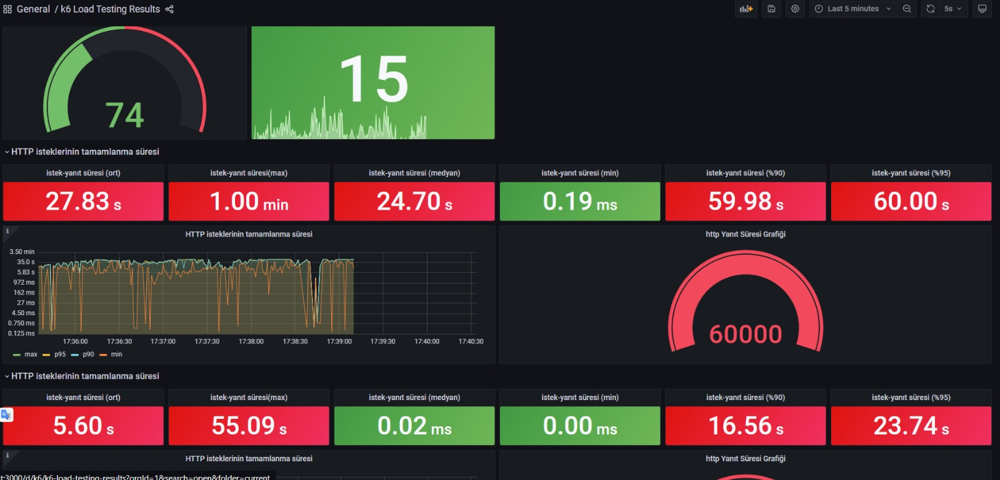 General / k6 Load Testing Results
Last 5 minutes
5s
74
15
HTTP isteklerinin tamamlanma süresi
istek-yanıt süresi (ort)
27.83 s
istek-yanıt süresi(max)
1.00 min
istek-yanıt süresi (medyan)
24.70 s
istek-yanıt süresi (min)
0.19 ms
istek-yanıt süresi (%90)
59.98 s
istek-yanıt süresi (%95)
60.00 s
HTTP isteklerinin tamamlanma süresi
3.50 min
35.0 s
5.83 s
972 ms
162 ms
27 ms
4.50 ms
0.750 ms
0.125 ms
17:36:00 17:36:30 17:37:00 17:37:30 17:38:00 17:38:30 17:39:00 17:39:30 17:40:00 17:40:30
max p95 p90 min
http Yanıt Süresi Grafiği
60000
HTTP isteklerinin tamamlanma süresi
istek-yanıt süresi (ort)
5.60 s
istek-yanıt süresi(max)
55.09 s
istek-yanıt süresi (medyan)
0.02 ms
istek-yanıt süresi (min)
0.00 ms
istek-yanıt süresi (%90)
16.56 s
istek-yanıt süresi (%95)
23.74 s
HTTP isteklerinin tamamlanma süresi
http Yanıt Süresi Grafiği
t:3000/d/k6/k6-load-testing-results?orgId=1&search=open&folder=current